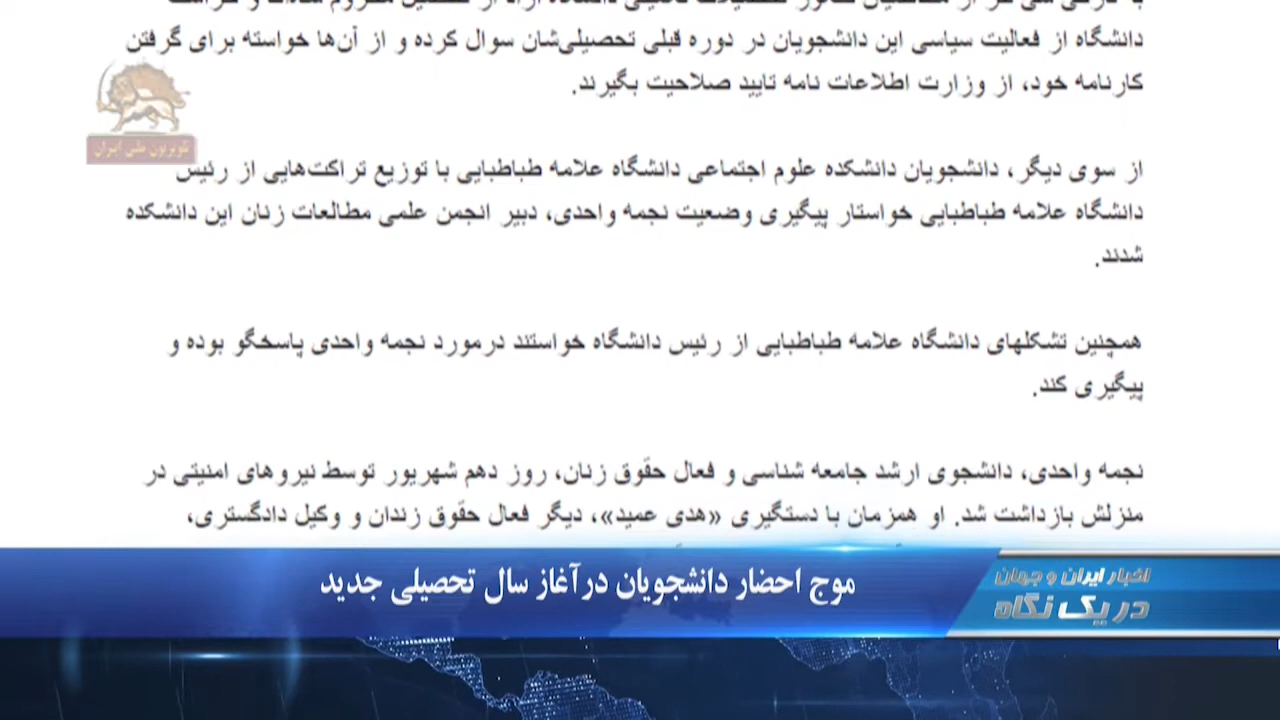 دانشگاه از فعالیت سیاسی این دانشجویان در دوره قبلی تحصیلی‌شان سوال کرده و از آن‌ها خواسته برای گرفتن
کارنامه خود، از وزارت اطلاعات نامه تایید صلاحیت بگیرند.
تلویزیون ملی ایران
از سوی دیگر، دانشجویان دانشکده علوم اجتماعی دانشگاه علامه طباطبایی با توزیع تراکت‌هایی از رئیس
دانشگاه علامه طباطبایی خواستار پیگیری وضعیت نجمه واحدی، دبیر انجمن علمی مطالعات زنان این دانشکده
شدند.
همچنین تشکلهای دانشگاه علامه طباطبایی از رئیس دانشگاه خواستند درمورد نجمه واحدی پاسخگو بوده و
پیگیری کند.
نجمه واحدی، دانشجوی ارشد جامعه شناسی و فعال حقوق زنان، روز دهم شهریور توسط نیروهای امنیتی در
منزلش بازداشت شد. او همزمان با دستگیری «هدی عمید»، دیگر فعال حقوق زندان و وکیل دادگستری،
اخبار ایران و جهان
در یک نگاه
موج احضار دانشجویان درآغاز سال تحصیلی جدید